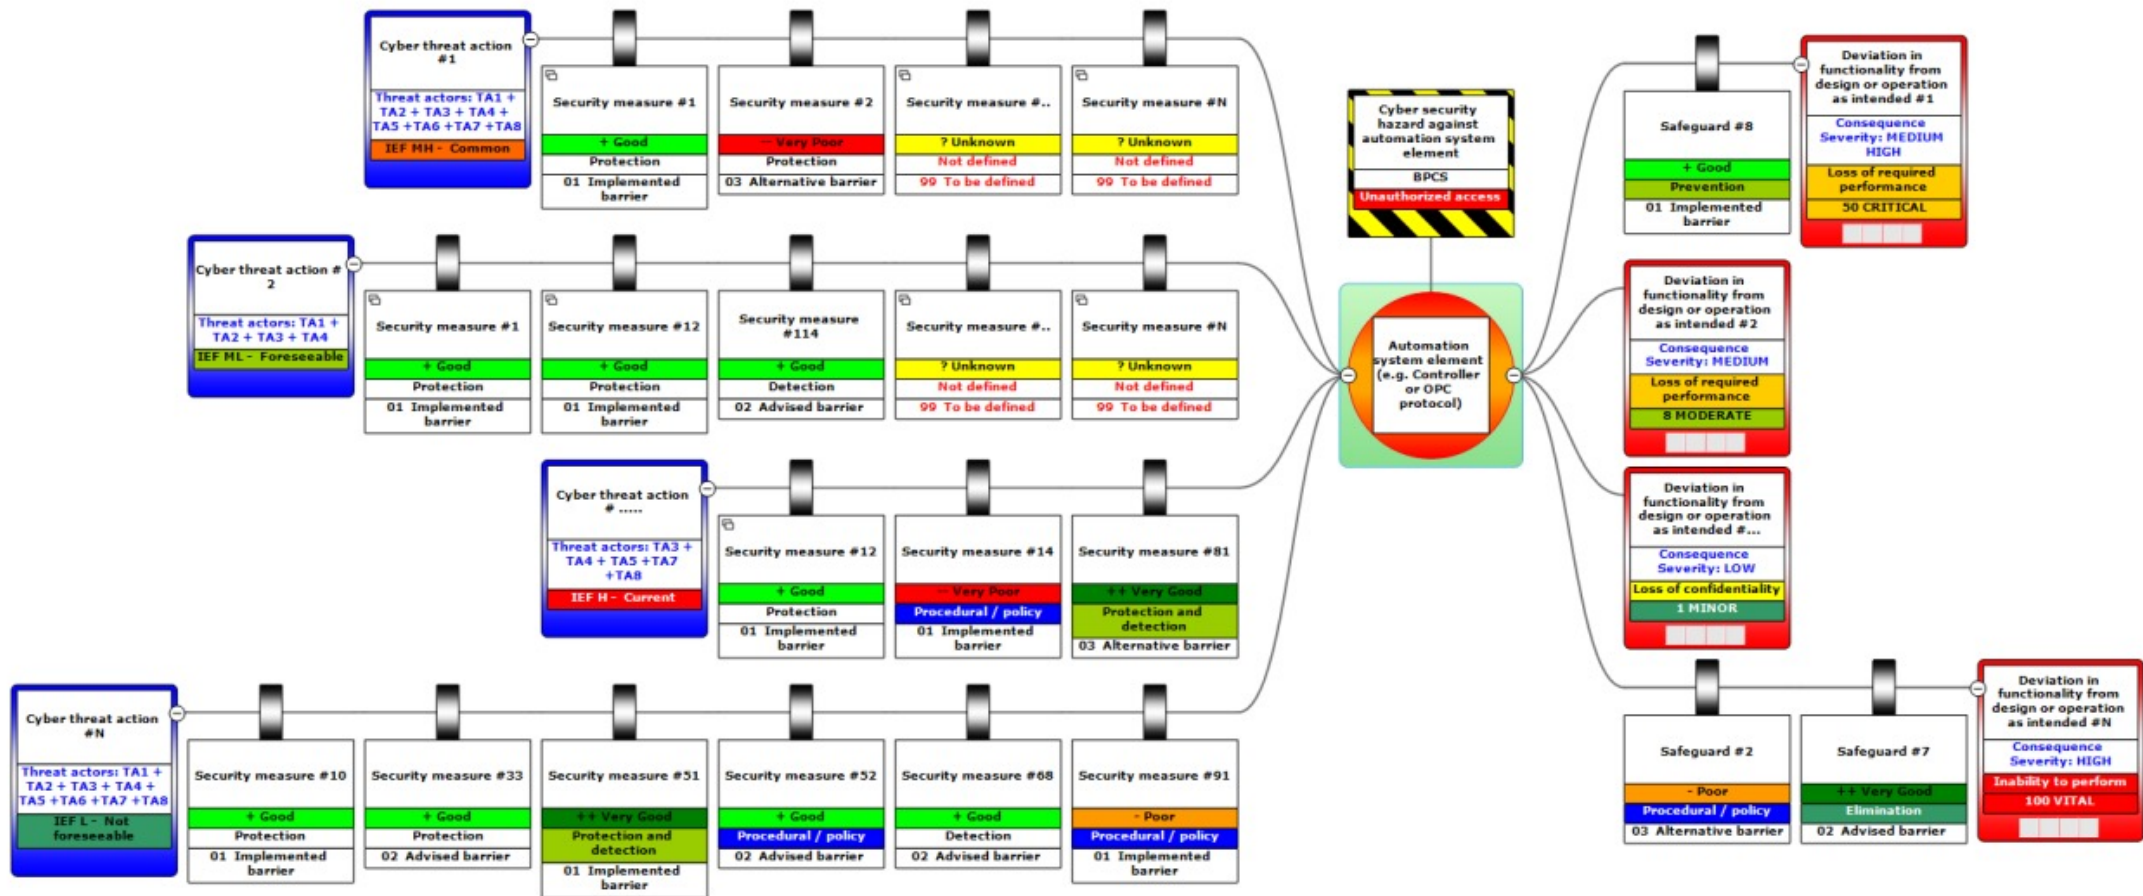 Cyber threat action
#1
Threat actors: TA1 +
TA2 + TA3 + TA4 +
TA5 +TA6 +TA7 +TA8
IEF MH - Common
Security measure #1
+ Good
Protection
01 Implemented
barrier
Security measure #2
-- Very Poor
Protection
03 Alternative barrier
Security measure #..
? Unknown
Not defined
99 To be defined
Security measure #N
? Unknown
Not defined
99 To be defined
Cyber threat action #
2
Threat actors: TA1 +
TA2 + TA3 + TA4
IEF ML - Foreseeable
Security measure #1
+ Good
Protection
01 Implemented
barrier
Security measure #12
+ Good
Protection
01 Implemented
barrier
Security measure
#114
+ Good
Detection
02 Advised barrier
Security measure #..
? Unknown
Not defined
99 To be defined
Security measure #N
? Unknown
Not defined
99 To be defined
Cyber threat action
# .....
Threat actors: TA3 +
TA4 + TA5 +TA7
+TA8
IEF H - Current
Security measure #12
+ Good
Protection
01 Implemented
barrier
Security measure #14
-- Very Poor
Procedural / policy
01 Implemented
barrier
Security measure #81
++ Very Good
Protection and
detection
03 Alternative barrier
Cyber threat action
#N
Threat actors: TA1 +
TA2 + TA3 + TA4 +
TA5 +TA6 +TA7 +TA8
IEF L - Not
foreseeable
Security measure #10
+ Good
Protection
01 Implemented
barrier
Security measure #33
+ Good
Protection
02 Advised barrier
Security measure #51
++ Very Good
Protection and
detection
01 Implemented
barrier
Security measure #52
+ Good
Procedural / policy
02 Advised barrier
Security measure #68
+ Good
Detection
02 Advised barrier
Security measure #91
- Poor
Procedural / policy
01 Implemented
barrier
Cyber security
hazard against
automation system
element
BPCS
Unauthorized access
Automation
system element
(e.g. Controller
or OPC
protocol)
Safeguard #8
+ Good
Prevention
01 Implemented
barrier
Deviation in
functionality from
design or operation
as intended #1
Consequence
Severity: MEDIUM
HIGH
Loss of required
performance
50 CRITICAL
Deviation in
functionality from
design or operation
as intended #2
Consequence
Severity: MEDIUM
Loss of required
performance
8 MODERATE
Deviation in
functionality from
design or operation
as intended #...
Consequence
Severity: LOW
Loss of confidentiality
1 MINOR
Safeguard #2
- Poor
Procedural / policy
03 Alternative barrier
Safeguard #7
++ Very Good
Elimination
02 Advised barrier
Deviation in
functionality from
design or operation
as intended #N
Consequence
Severity: HIGH
Inability to perform
100 VITAL